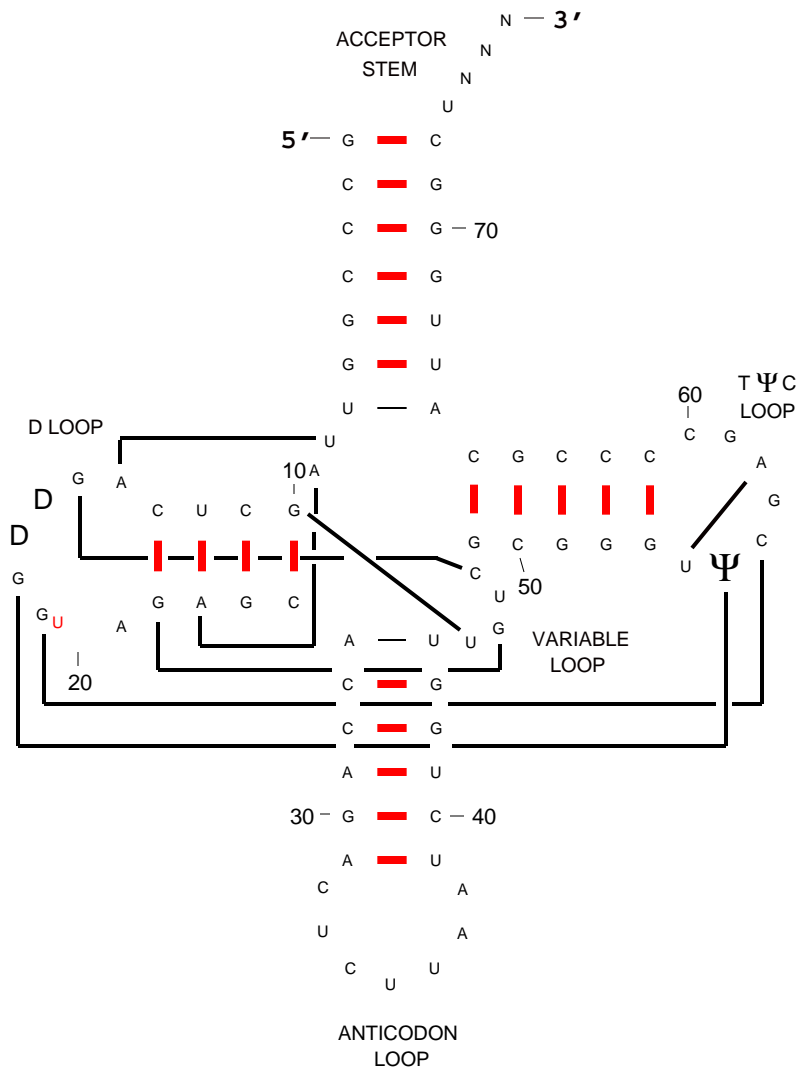 N — 3'
ACCEPTOR
STEM
N
N
U
5' — G C
C G
C G — 70
C G
G U
G U
U — A
T Ψ C
LOOP
60
C G A G C
Ψ
U
D LOOP
U
A
10
A G D D G G U
20
A
C U C G
G A G C
C G C C C
G C G G G
50
C U G U
VARIABLE
LOOP
A — U
C G
C G
A U
30 — G C — 40
A U
C A
U A
C U U
ANTICODON
LOOP